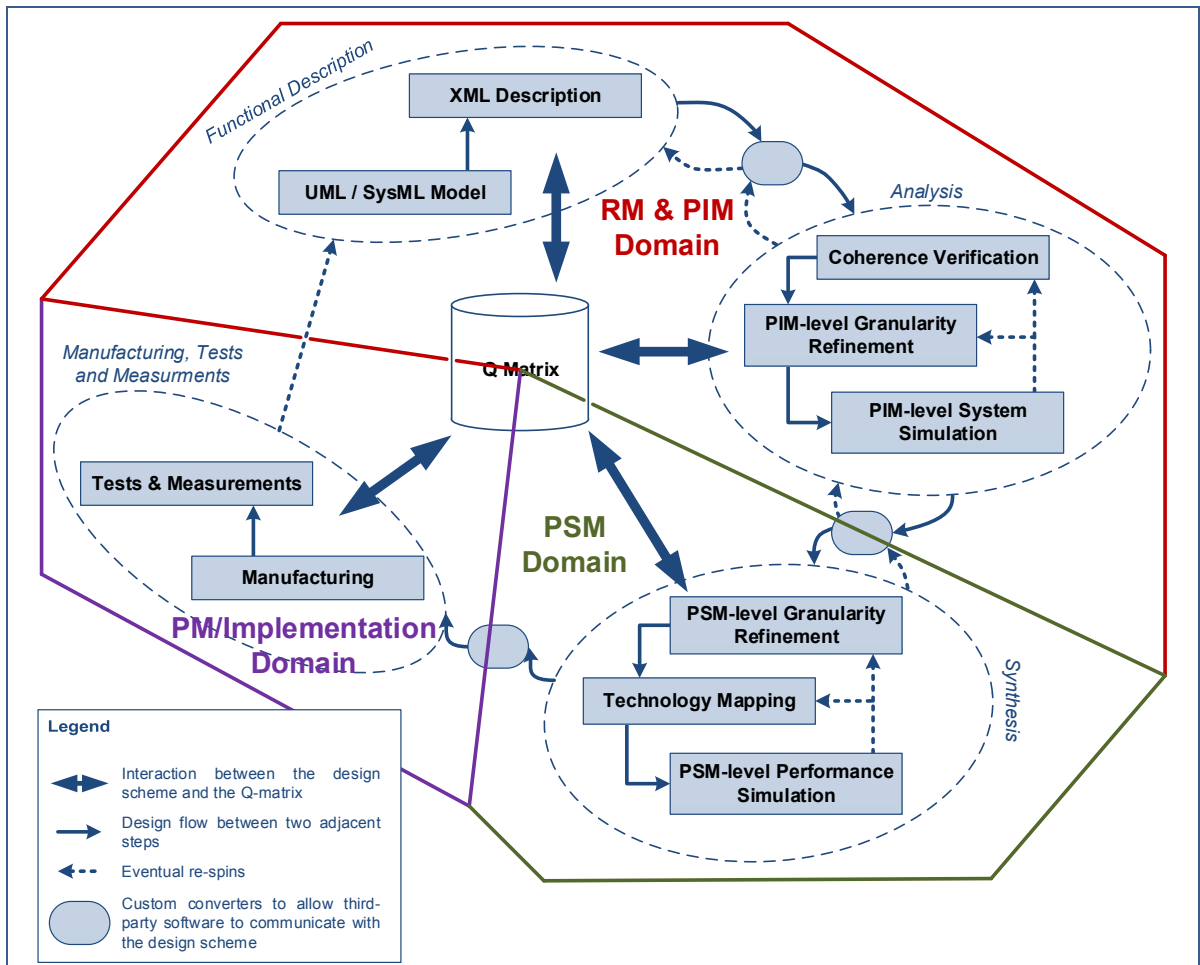 Functional Description
XML Description
UML / SysML Model
RM & PIM
Domain
Analysis
Coherence Verification
PIM-level Granularity
Refinement
PIM-level System
Simulation
Manufacturing, Tests
and Measurments
Q Matrix
Tests & Measurements
Manufacturing
PM/Implementation
Domain
PSM
Domain
PSM-level Granularity
Refinement
Technology Mapping
PSM-level Performance
Simulation
Synthesis
Legend
Interaction between the design
scheme and the Q-matrix
Design flow between two adjacent
steps
Eventual re-spins
Custom converters to allow third-
party software to communicate with
the design scheme